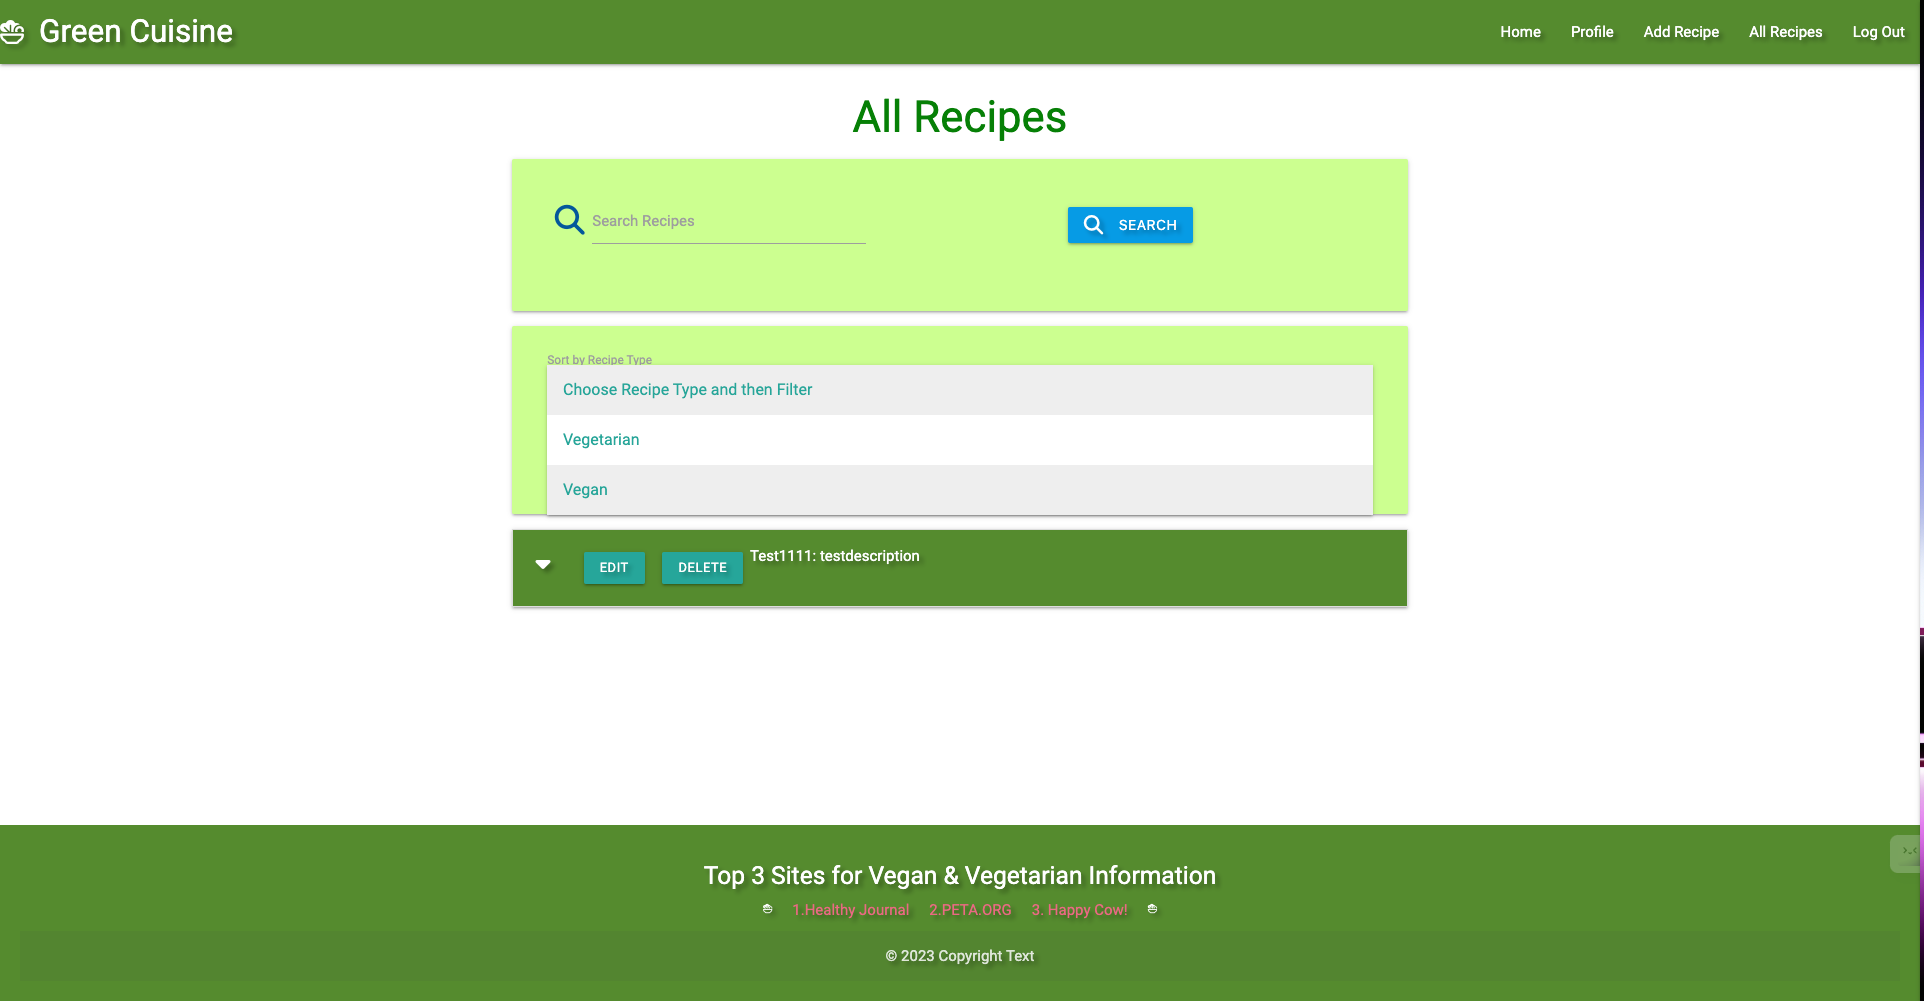 Green Cuisine
Home Profile Add Recipe All Recipes Log Out
All Recipes
Search Recipes
SEARCH
Sort by Recipe Type
Choose Recipe Type and then Filter
Vegetarian
Vegan
EDIT DELETE Test1111: testdescription
Top 3 Sites for Vegan & Vegetarian Information
1.Healthy Journal 2.PETA.ORG 3. Happy Cow!
© 2023 Copyright Text